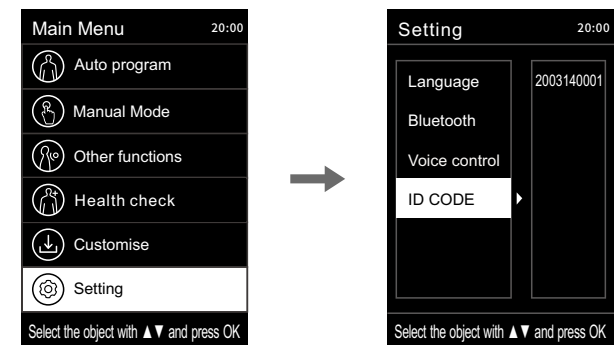 Main Menu 20:00
Auto program
Manual Mode
Other functions
Health check
Customise
Setting
Select the object with ▲▼ and press OK
Setting 20:00
Language 2003140001
Bluetooth
Voice control
ID CODE
Select the object with ▲▼ and press OK